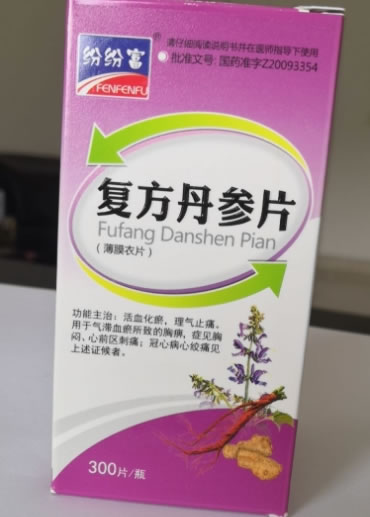 纷纷富®
FENFENFU
请仔细阅读说明书并在医师指导下使用
批准文号：国药准字Z20093354
复方丹参片
Fufang Danshen Pian
（薄膜衣片）
功能主治：活血化瘀，理气止痛。
用于气滞血瘀所致的胸痹，症见胸
闷、心前区刺痛；冠心病心绞痛见
上述证候者。
300片/瓶